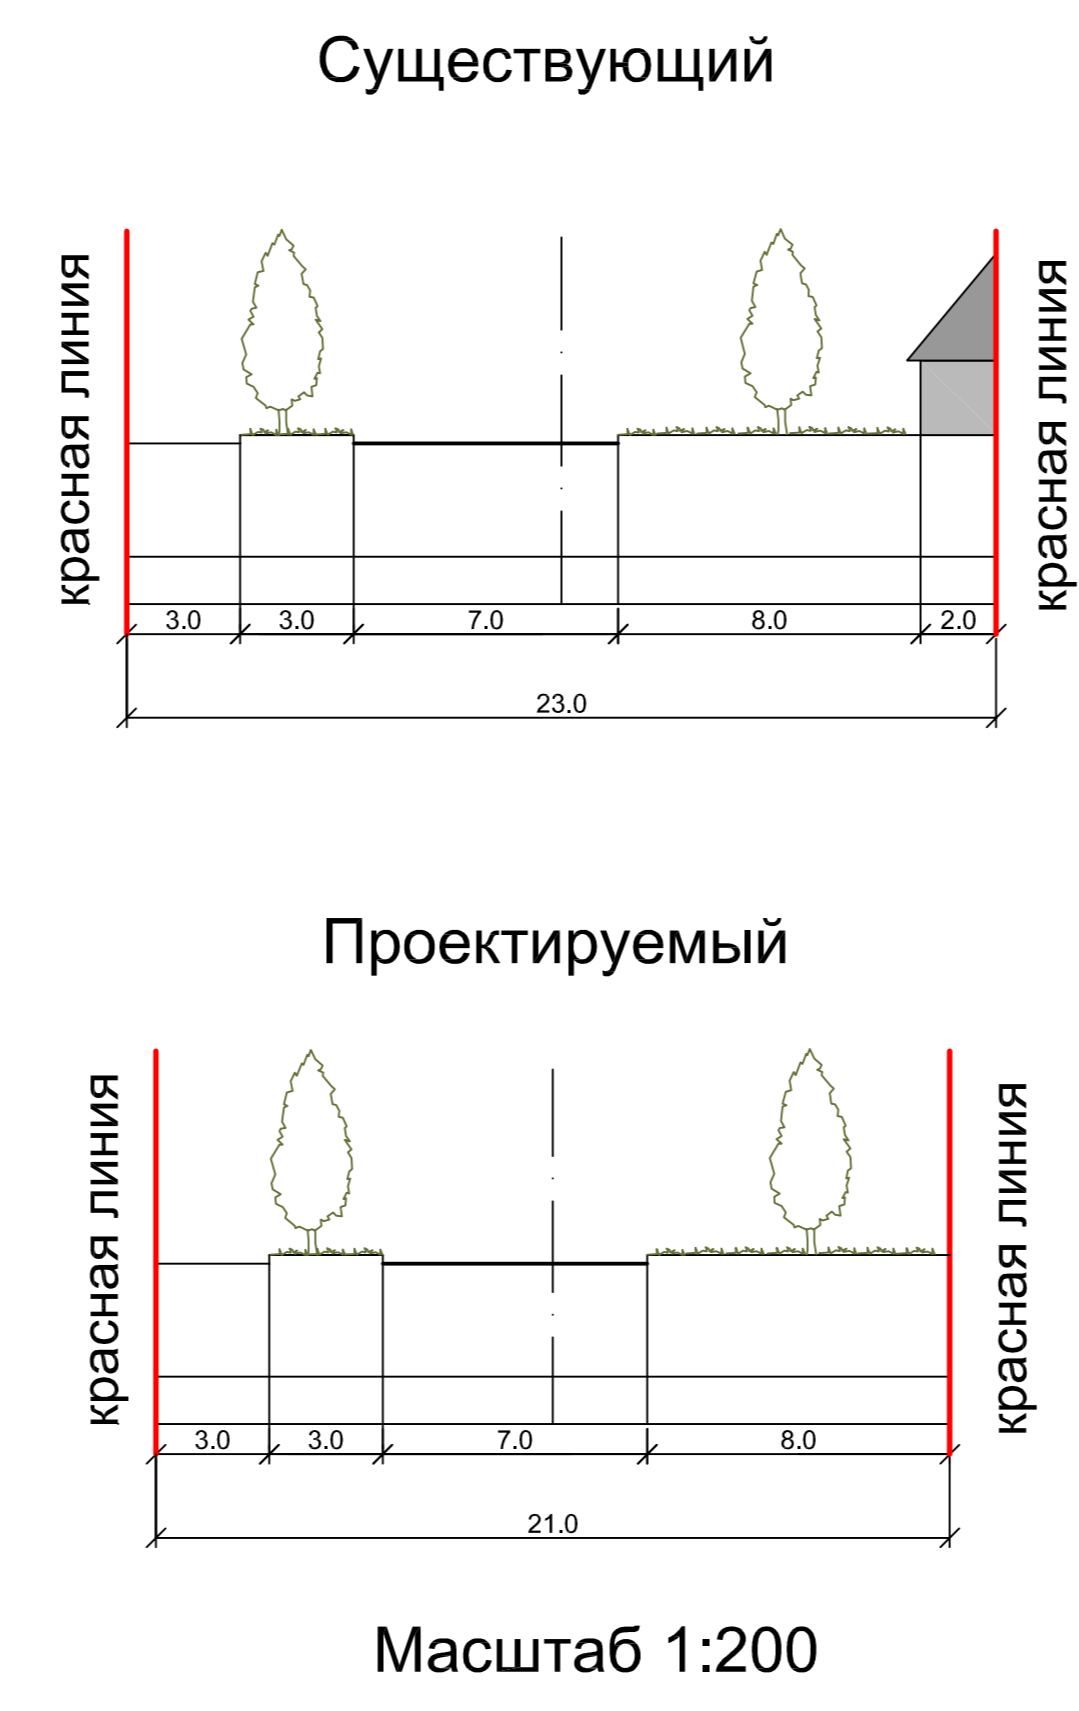 Существующий
красная линия
красная линия
3.0 3.0 7.0 8.0 2.0
23.0
Проектируемый
красная линия
красная линия
3.0 3.0 7.0 8.0
21.0
Масштаб 1:200